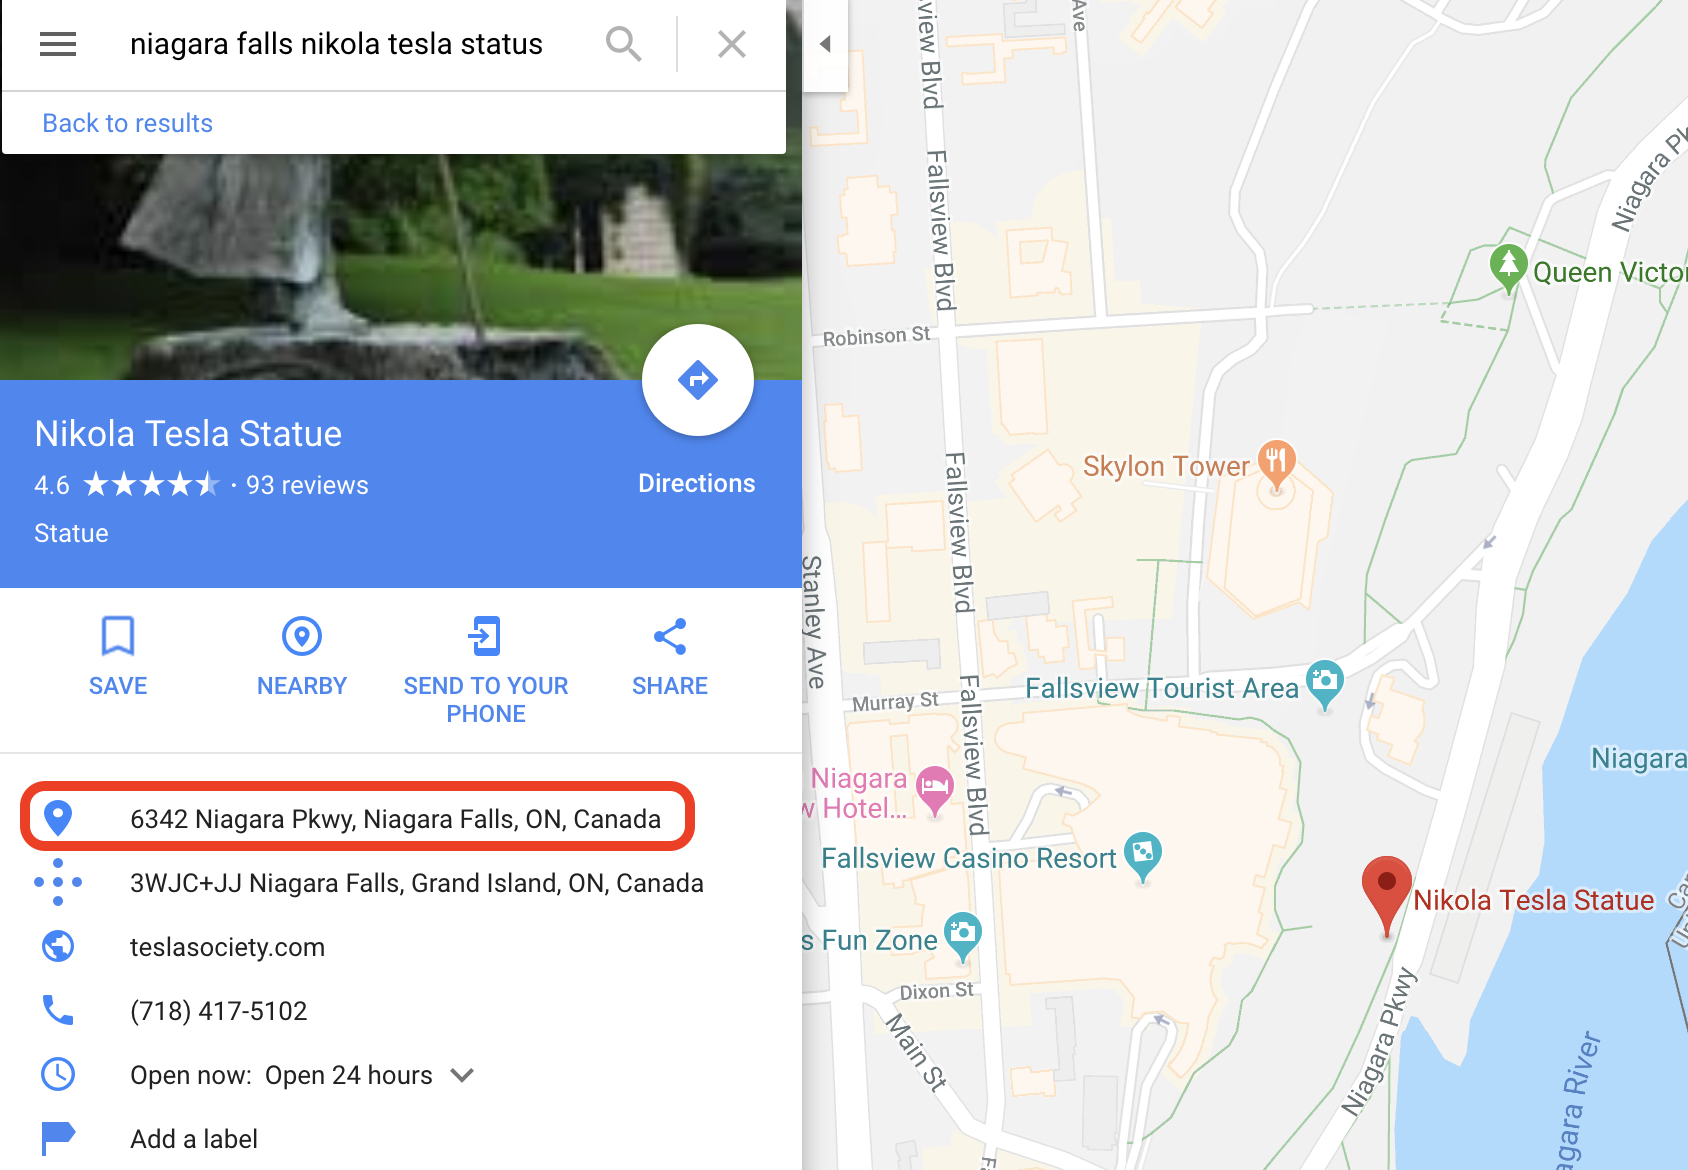 niagara falls nikola tesla status
Back to results
Nikola Tesla Statue
4.6
· 93 reviews
Directions
Statue
SAVE
NEARBY
SEND TO YOUR
PHONE
SHARE
6342 Niagara Pkwy, Niagara Falls, ON, Canada
3WJC+JJ Niagara Falls, Grand Island, ON, Canada
teslasociety.com
(718) 417-5102
Open now: Open 24 hours
Add a label
Ave
sview Blvd
Fallsview Blvd
Niagara Pk
Queen Victor
Robinson St
Skylon Tower
Fallsview Blvd
Stanley Ave
Fallsview Tourist Area
Murray St
Fallsview Blvd
Niagara
Niagara
w Hotel...
Fallsview Casino Resort
Nikola Tesla Statue
s Fun Zone
Dixon St
Main St
Niagara Pkwy
agara River
Fa